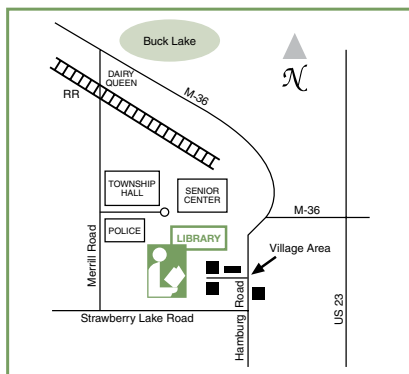 Buck Lake
DAIRY
QUEEN
M-36
N
RR
TOWNSHIP
HALL
SENIOR
CENTER
M-36
POLICE
LIBRARY
Village Area
Merrill Road
Hamburg Road
US 23
Strawberry Lake Road